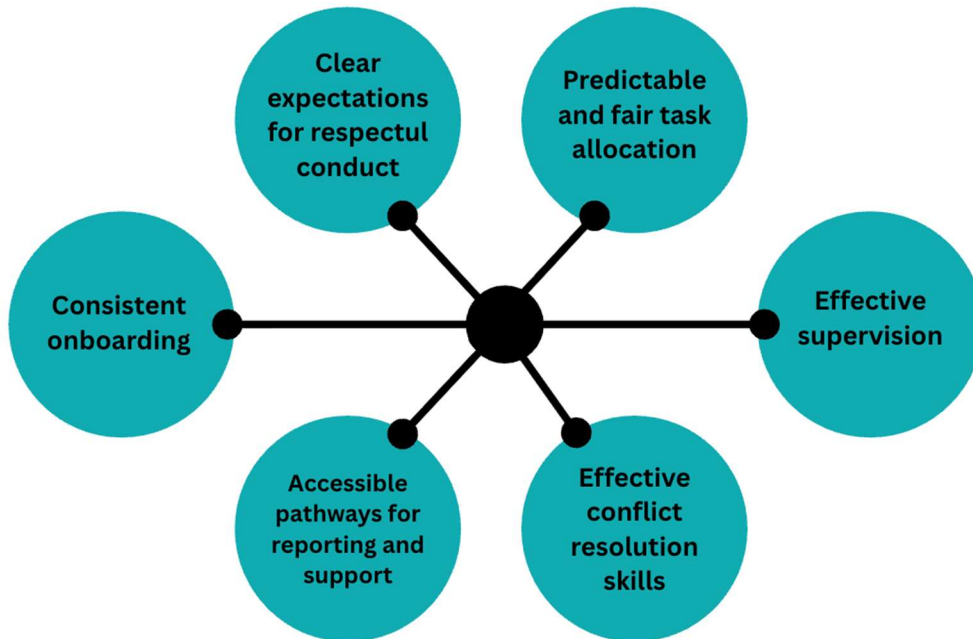 Clear
expectations
for respectul
conduct
Predictable
and fair task
allocation
Consistent
onboarding
Effective
supervision
Accessible
pathways for
reporting and
support
Effective
conflict
resolution
skills